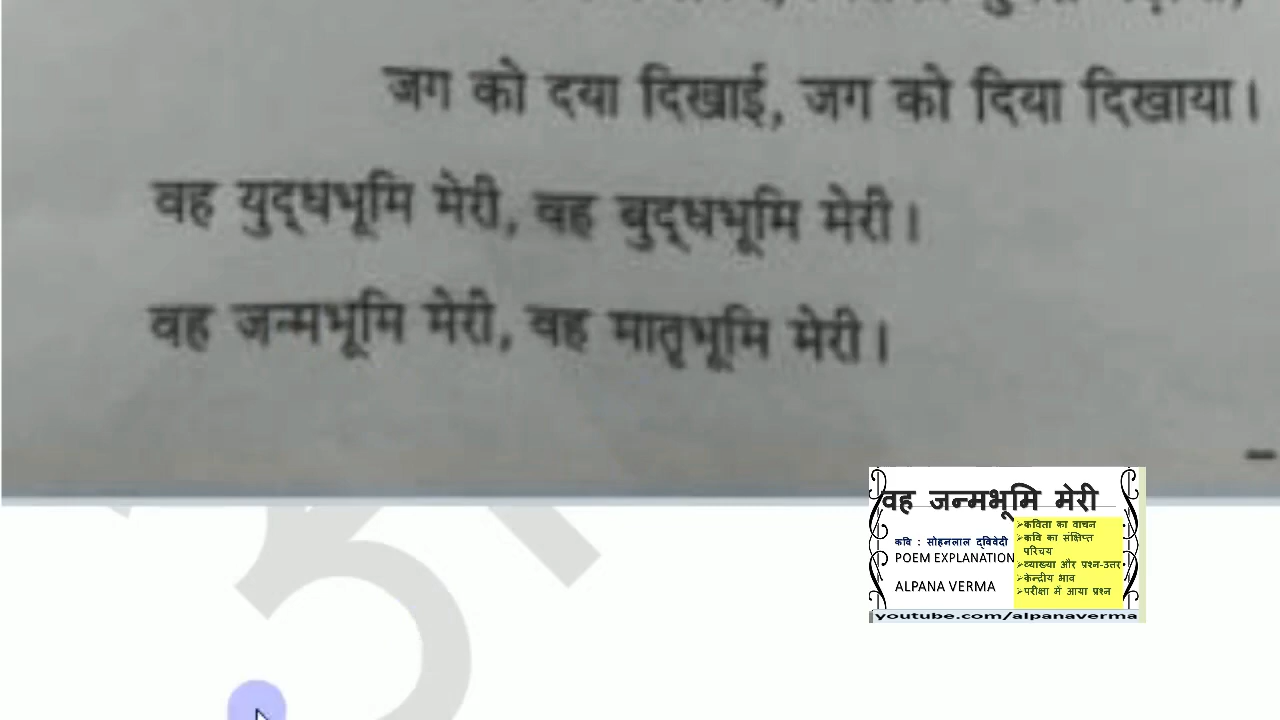 जग को दया दिखाई, जग को दिया दिखाया।
वह युद्धभूमि मेरी, वह बुद्धभूमि मेरी।
वह जन्मभूमि मेरी, वह मातृभूमि मेरी।
वह जन्मभूमि मेरी
कवि : सोहनलाल द्विवेदी
POEM EXPLANATION
ALPANA VERMA
➢कविता का वाचन
➢कवि का संक्षिप्त
परिचय
➢व्याख्या और प्रश्न-उत्तर
➢केन्द्रीय भाव
➢परीक्षा में आया प्रश्न
youtube.com/alpanaverma